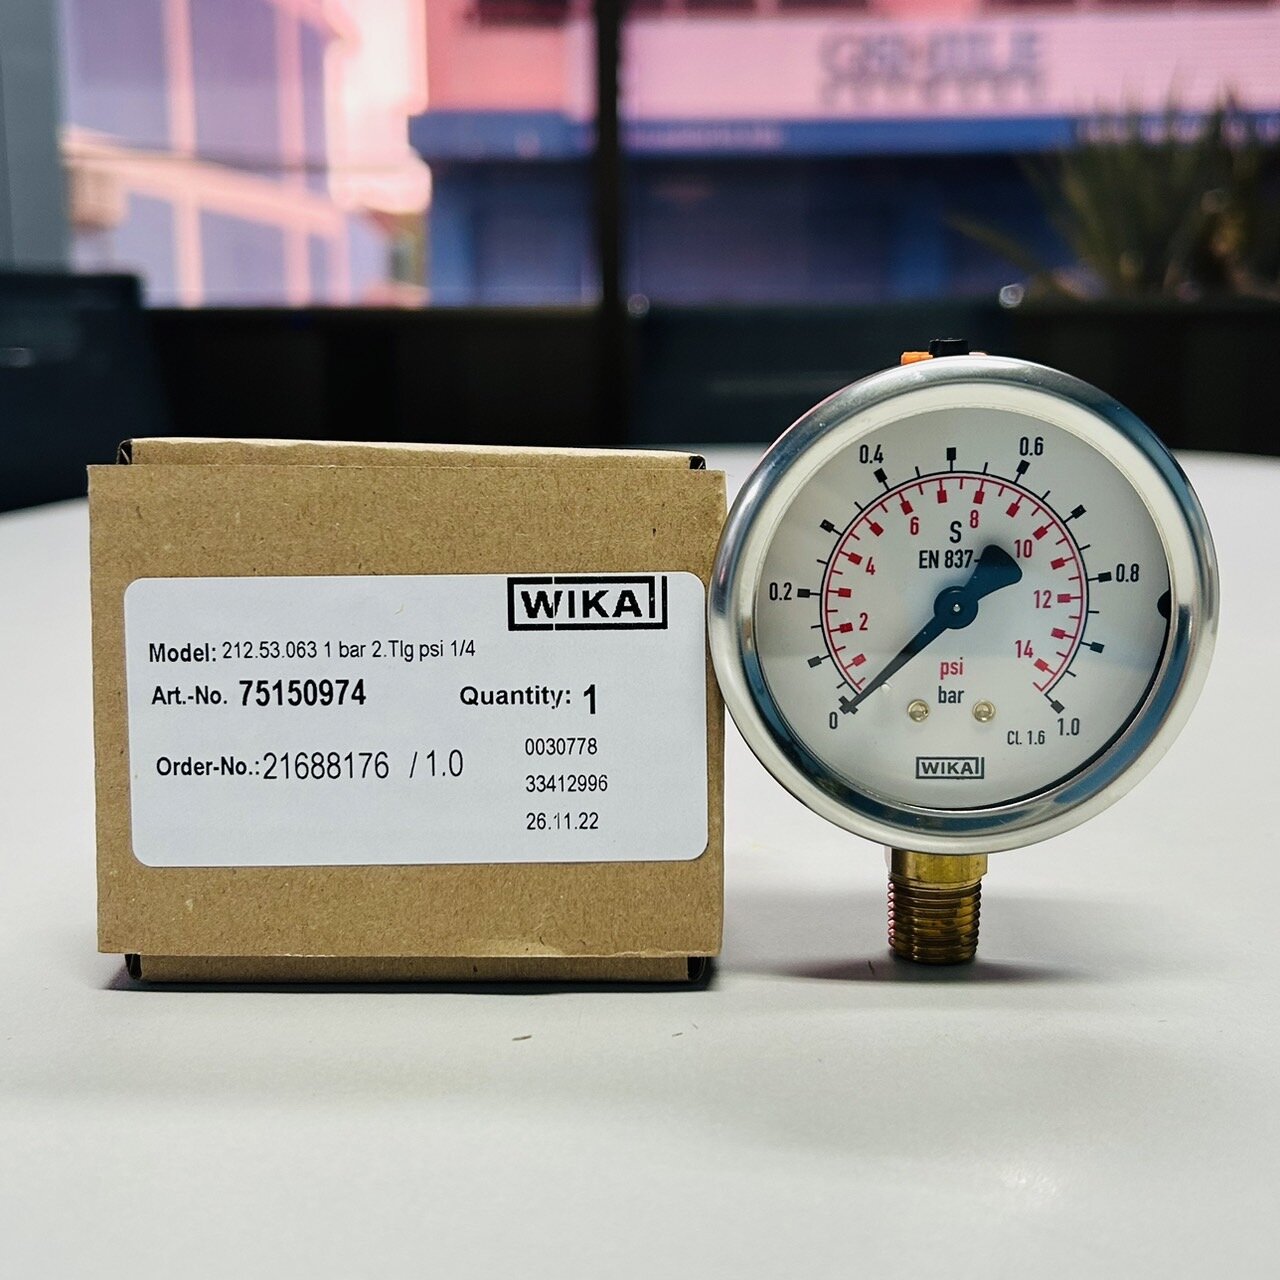 WIKA
Model: 212.53.063 1 bar 2.Tlg psi 1/4
Art.-No. 75150974 Quantity: 1
0030778
Order-No.:21688176 / 1.0
33412996
26.11.22
0.4 0.6
6 8
S
EN 837-
10
4
0.2 0.8
2 12
psi 14
bar
0 1.0
Cl. 1.6
WIKA